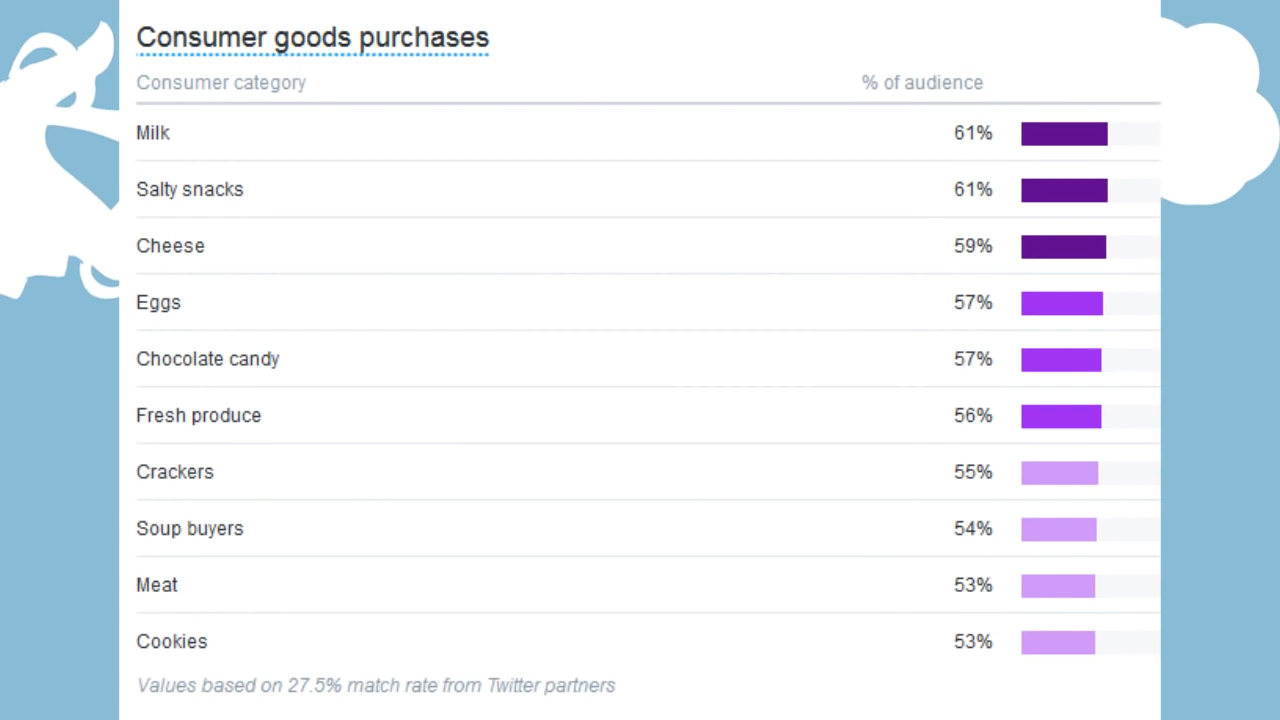 Consumer goods purchases
Consumer category % of audience
Milk 61%
Salty snacks 61%
Cheese 59%
Eggs 57%
Chocolate candy 57%
Fresh produce 56%
Crackers 55%
Soup buyers 54%
Meat 53%
Cookies 53%
Values based on 27.5% match rate from Twitter partners